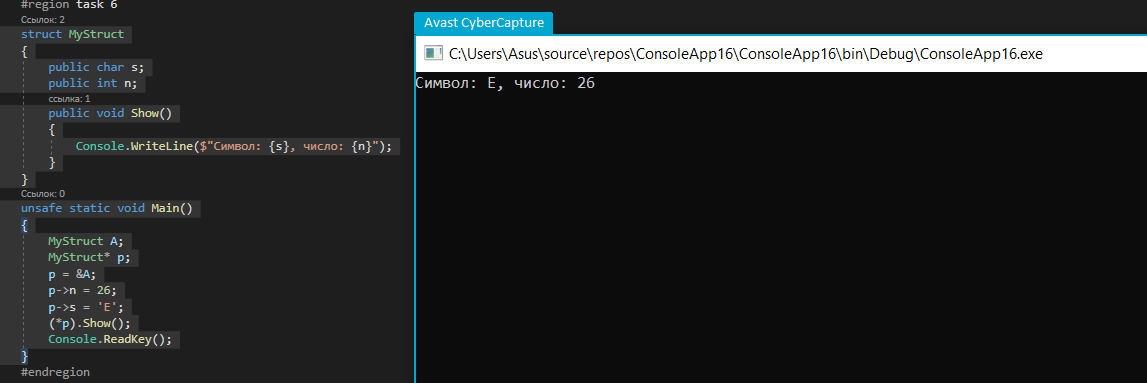 #region task 6
Ссылок: 2
struct MyStruct
{
public char s;
public int n;
ссылка: 1
public void Show()
{
Console.WriteLine($"Символ: {s}, число: {n}");
}
}
Ссылок: 0
unsafe static void Main()
{
MyStruct A;
MyStruct* p;
p = &A;
p->n = 26;
p->s = 'E';
(*p).Show();
Console.ReadKey();
}
#endregion
Avast CyberCapture
C:\Users\Asus\source\repos\ConsoleApp16\ConsoleApp16\bin\Debug\ConsoleApp16.exe
Символ: E, число: 26